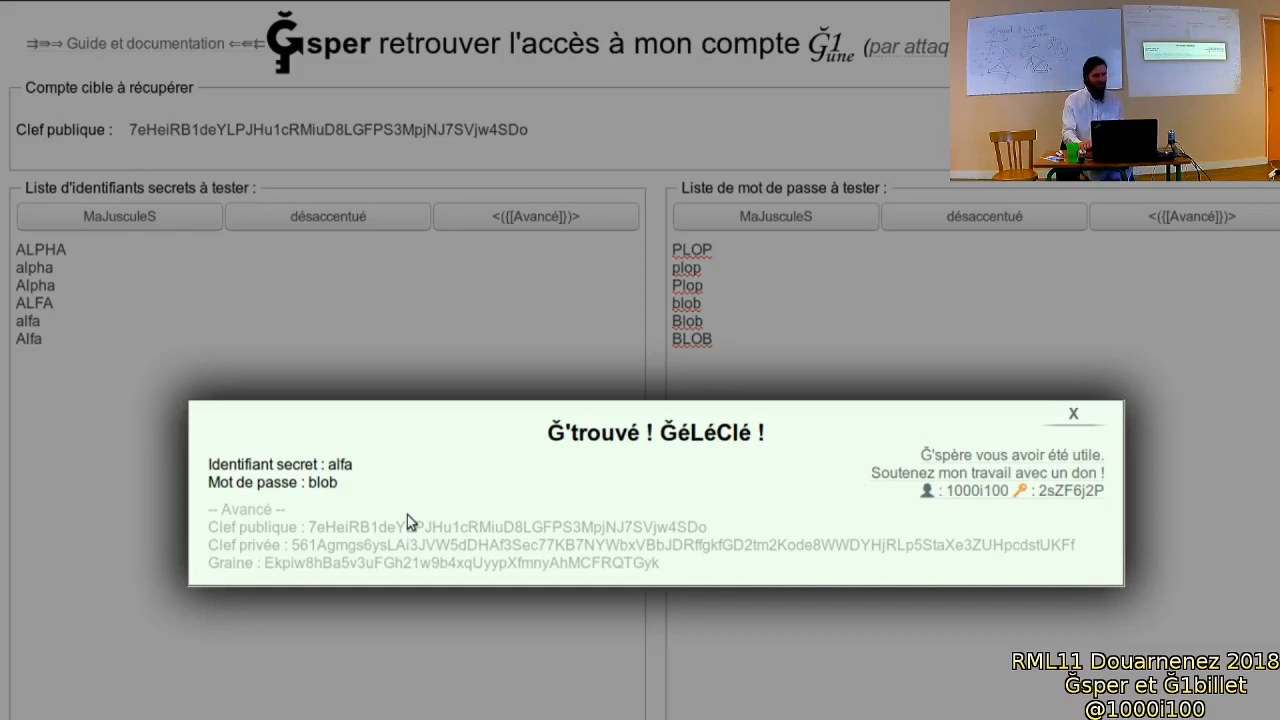 ⇉⇛⇒ Guide et documentation ⇐⇚⇇
Ğsper retrouver l'accès à mon compte Ğ1une (par attaq
Compte cible à récupérer
Clef publique : 7eHeiRB1deYLPJHu1cRMiuD8LGFPS3MpjNJ7SVjw4SDo
Liste d'identifiants secrets à tester :
MaJusculeS désaccentué <({[Avancé]})>
ALPHA
alpha
Alpha
ALFA
alfa
Alfa
Liste de mot de passe à tester :
MaJusculeS désaccentué <({[Avancé]})>
PLOP
plop
Plop
blob
Blob
BLOB
X
Ğ'trouvé ! ĞéLéClé !
Identifiant secret : alfa
Mot de passe : blob
Ğ'spère vous avoir été utile.
Soutenez mon travail avec un don !
👤 : 1000i100 🔑 : 2sZF6j2P
-- Avancé --
Clef publique : 7eHeiRB1deYLPJHu1cRMiuD8LGFPS3MpjNJ7SVjw4SDo
Clef privée : 561Agmgs6ysLAi3JVW5dDHAf3Sec77KB7NYWbxVBbJDRffgkfGD2tm2Kode8WWDYHjRLp5StaXe3ZUHpcdstUKFf
Graine : Ekpiw8hBa5v3uFGh21w9b4xqUyypXfmnyAhMCFRQTGyk
RML11 Douarnenez 2018
Ğsper et Ğ1billet
@1000i100